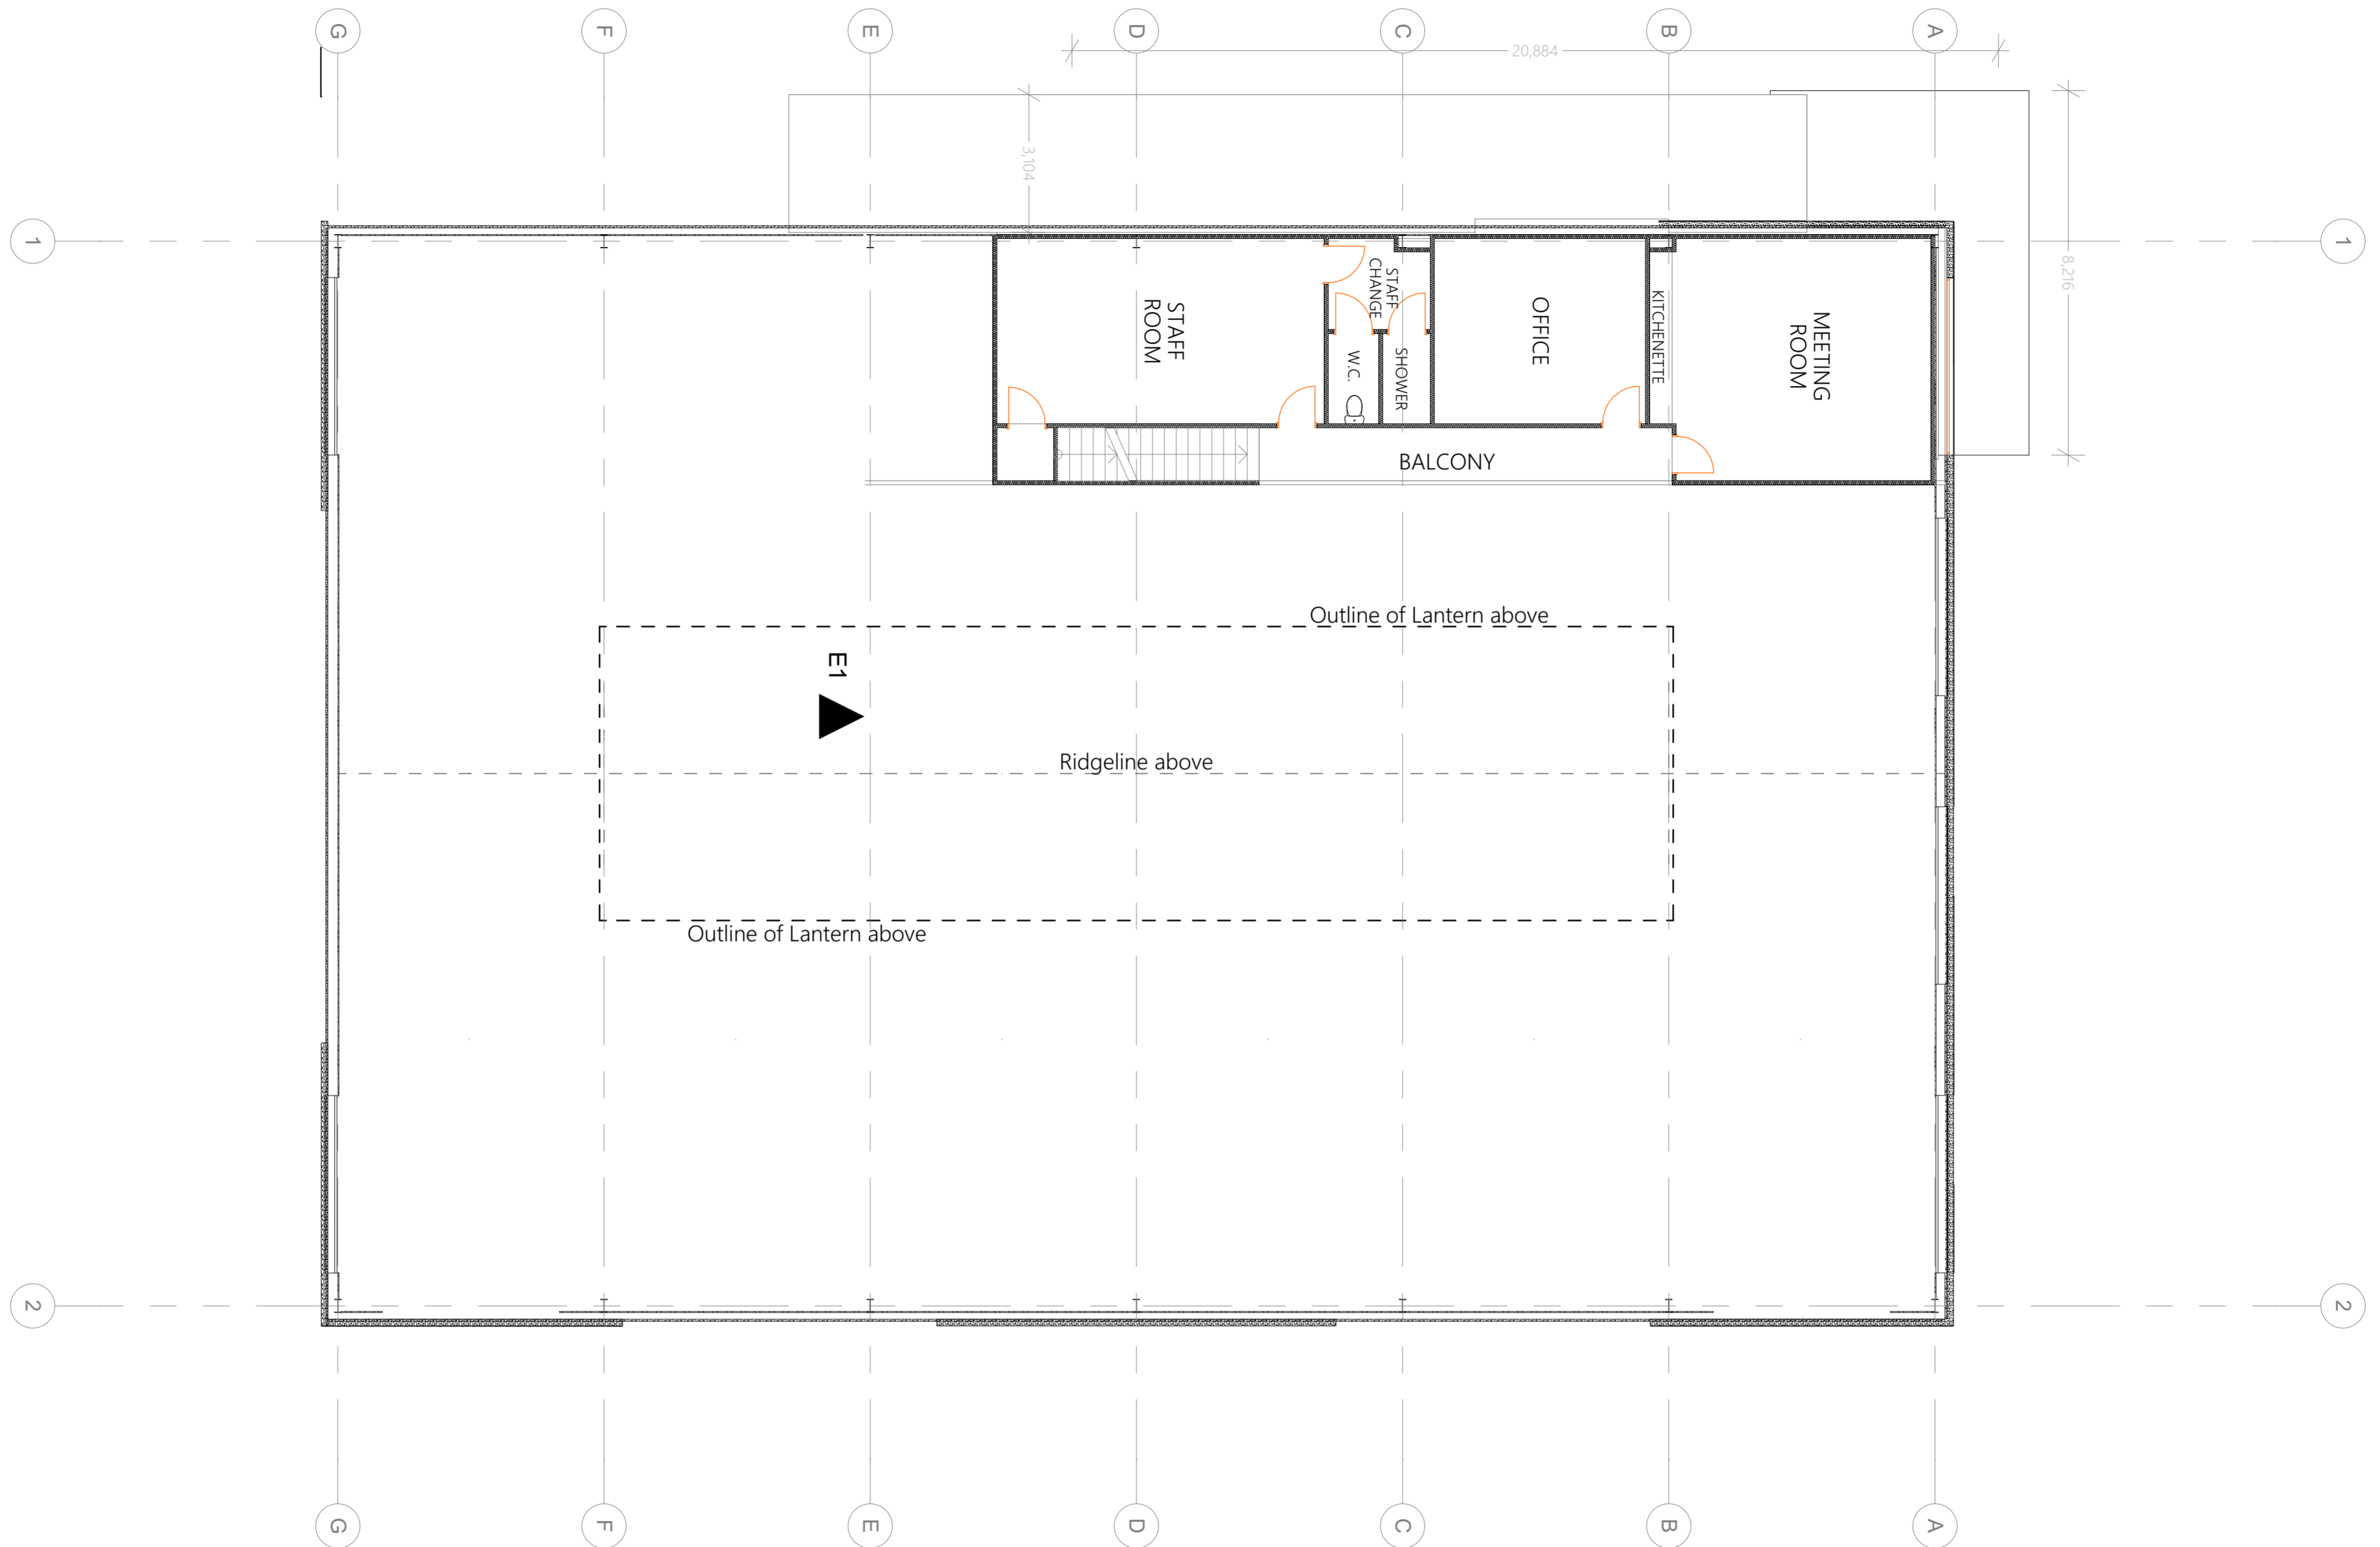 G
F
E
D
C
B
A
20,884
3,104
1
1
8,216
STAFF
ROOM
STAFF
CHANGE
W.C.
SHOWER
OFFICE
KITCHENETTE
MEETING
ROOM
BALCONY
Outline of Lantern above
E1
Ridgeline above
Outline of Lantern above
2
2
G
F
E
D
C
B
A